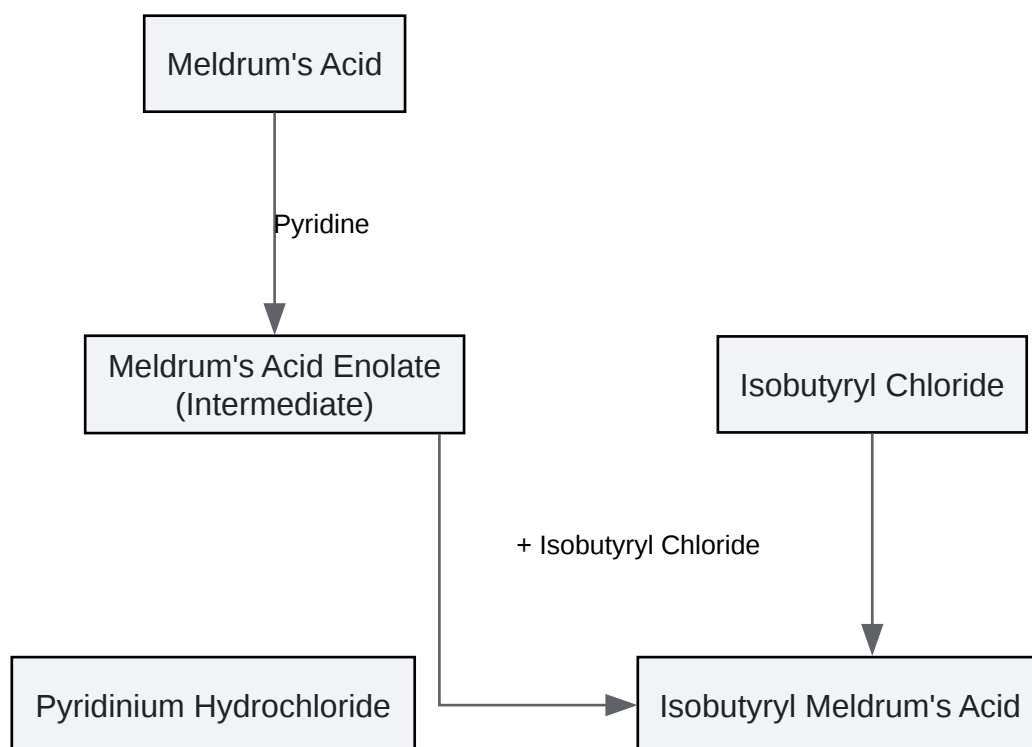 Meldrum's Acid
Pyridine
Meldrum's Acid Enolate
(Intermediate)
Isobutyryl Chloride
+ Isobutyryl Chloride
Pyridinium Hydrochloride
Isobutyryl Meldrum's Acid